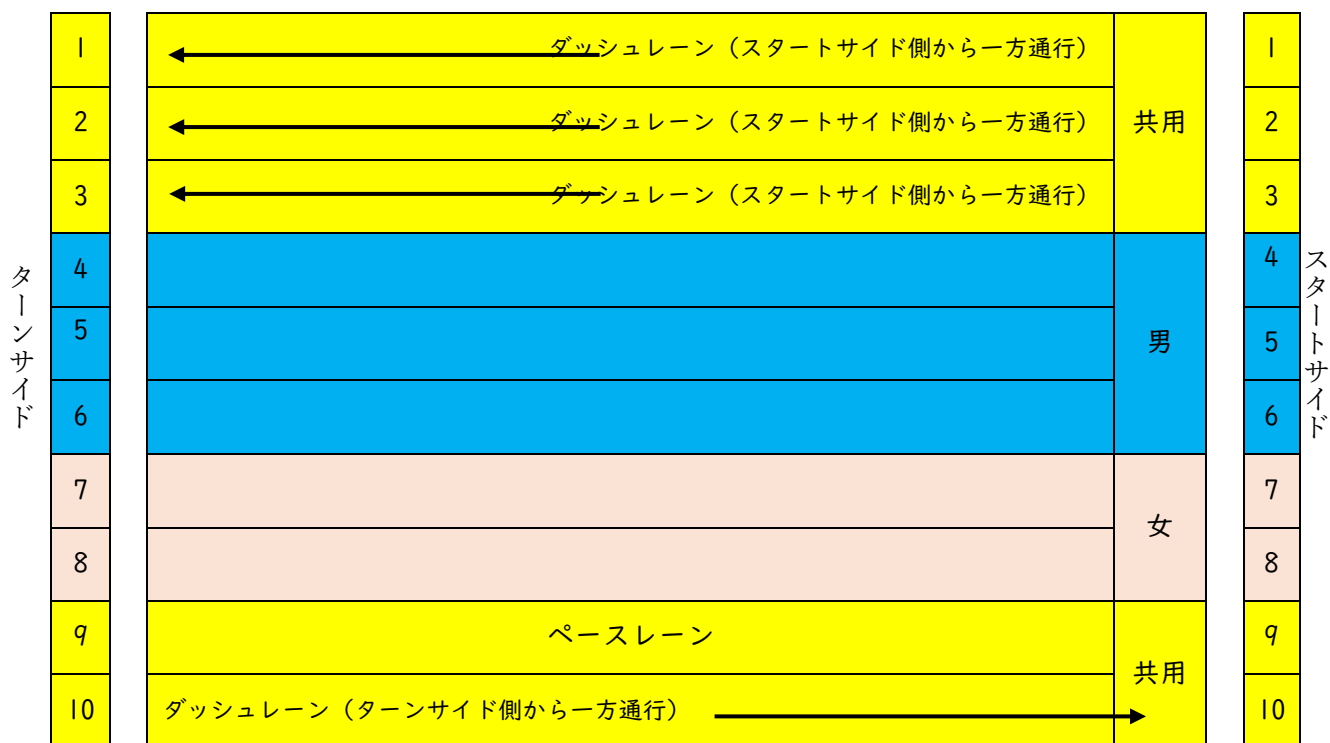 1 ダッシュレーン（スタートサイド側から一方通行） 1
2 ダッシュレーン（スタートサイド側から一方通行） 共用 2
3 ダッシュレーン（スタートサイド側から一方通行） 3
ターンサイド
4 4
5 男 5
6 6
スタートサイド
7 7
女
8 8
9 ペースレーン 9
共用
10 ダッシュレーン（ターンサイド側から一方通行） 10